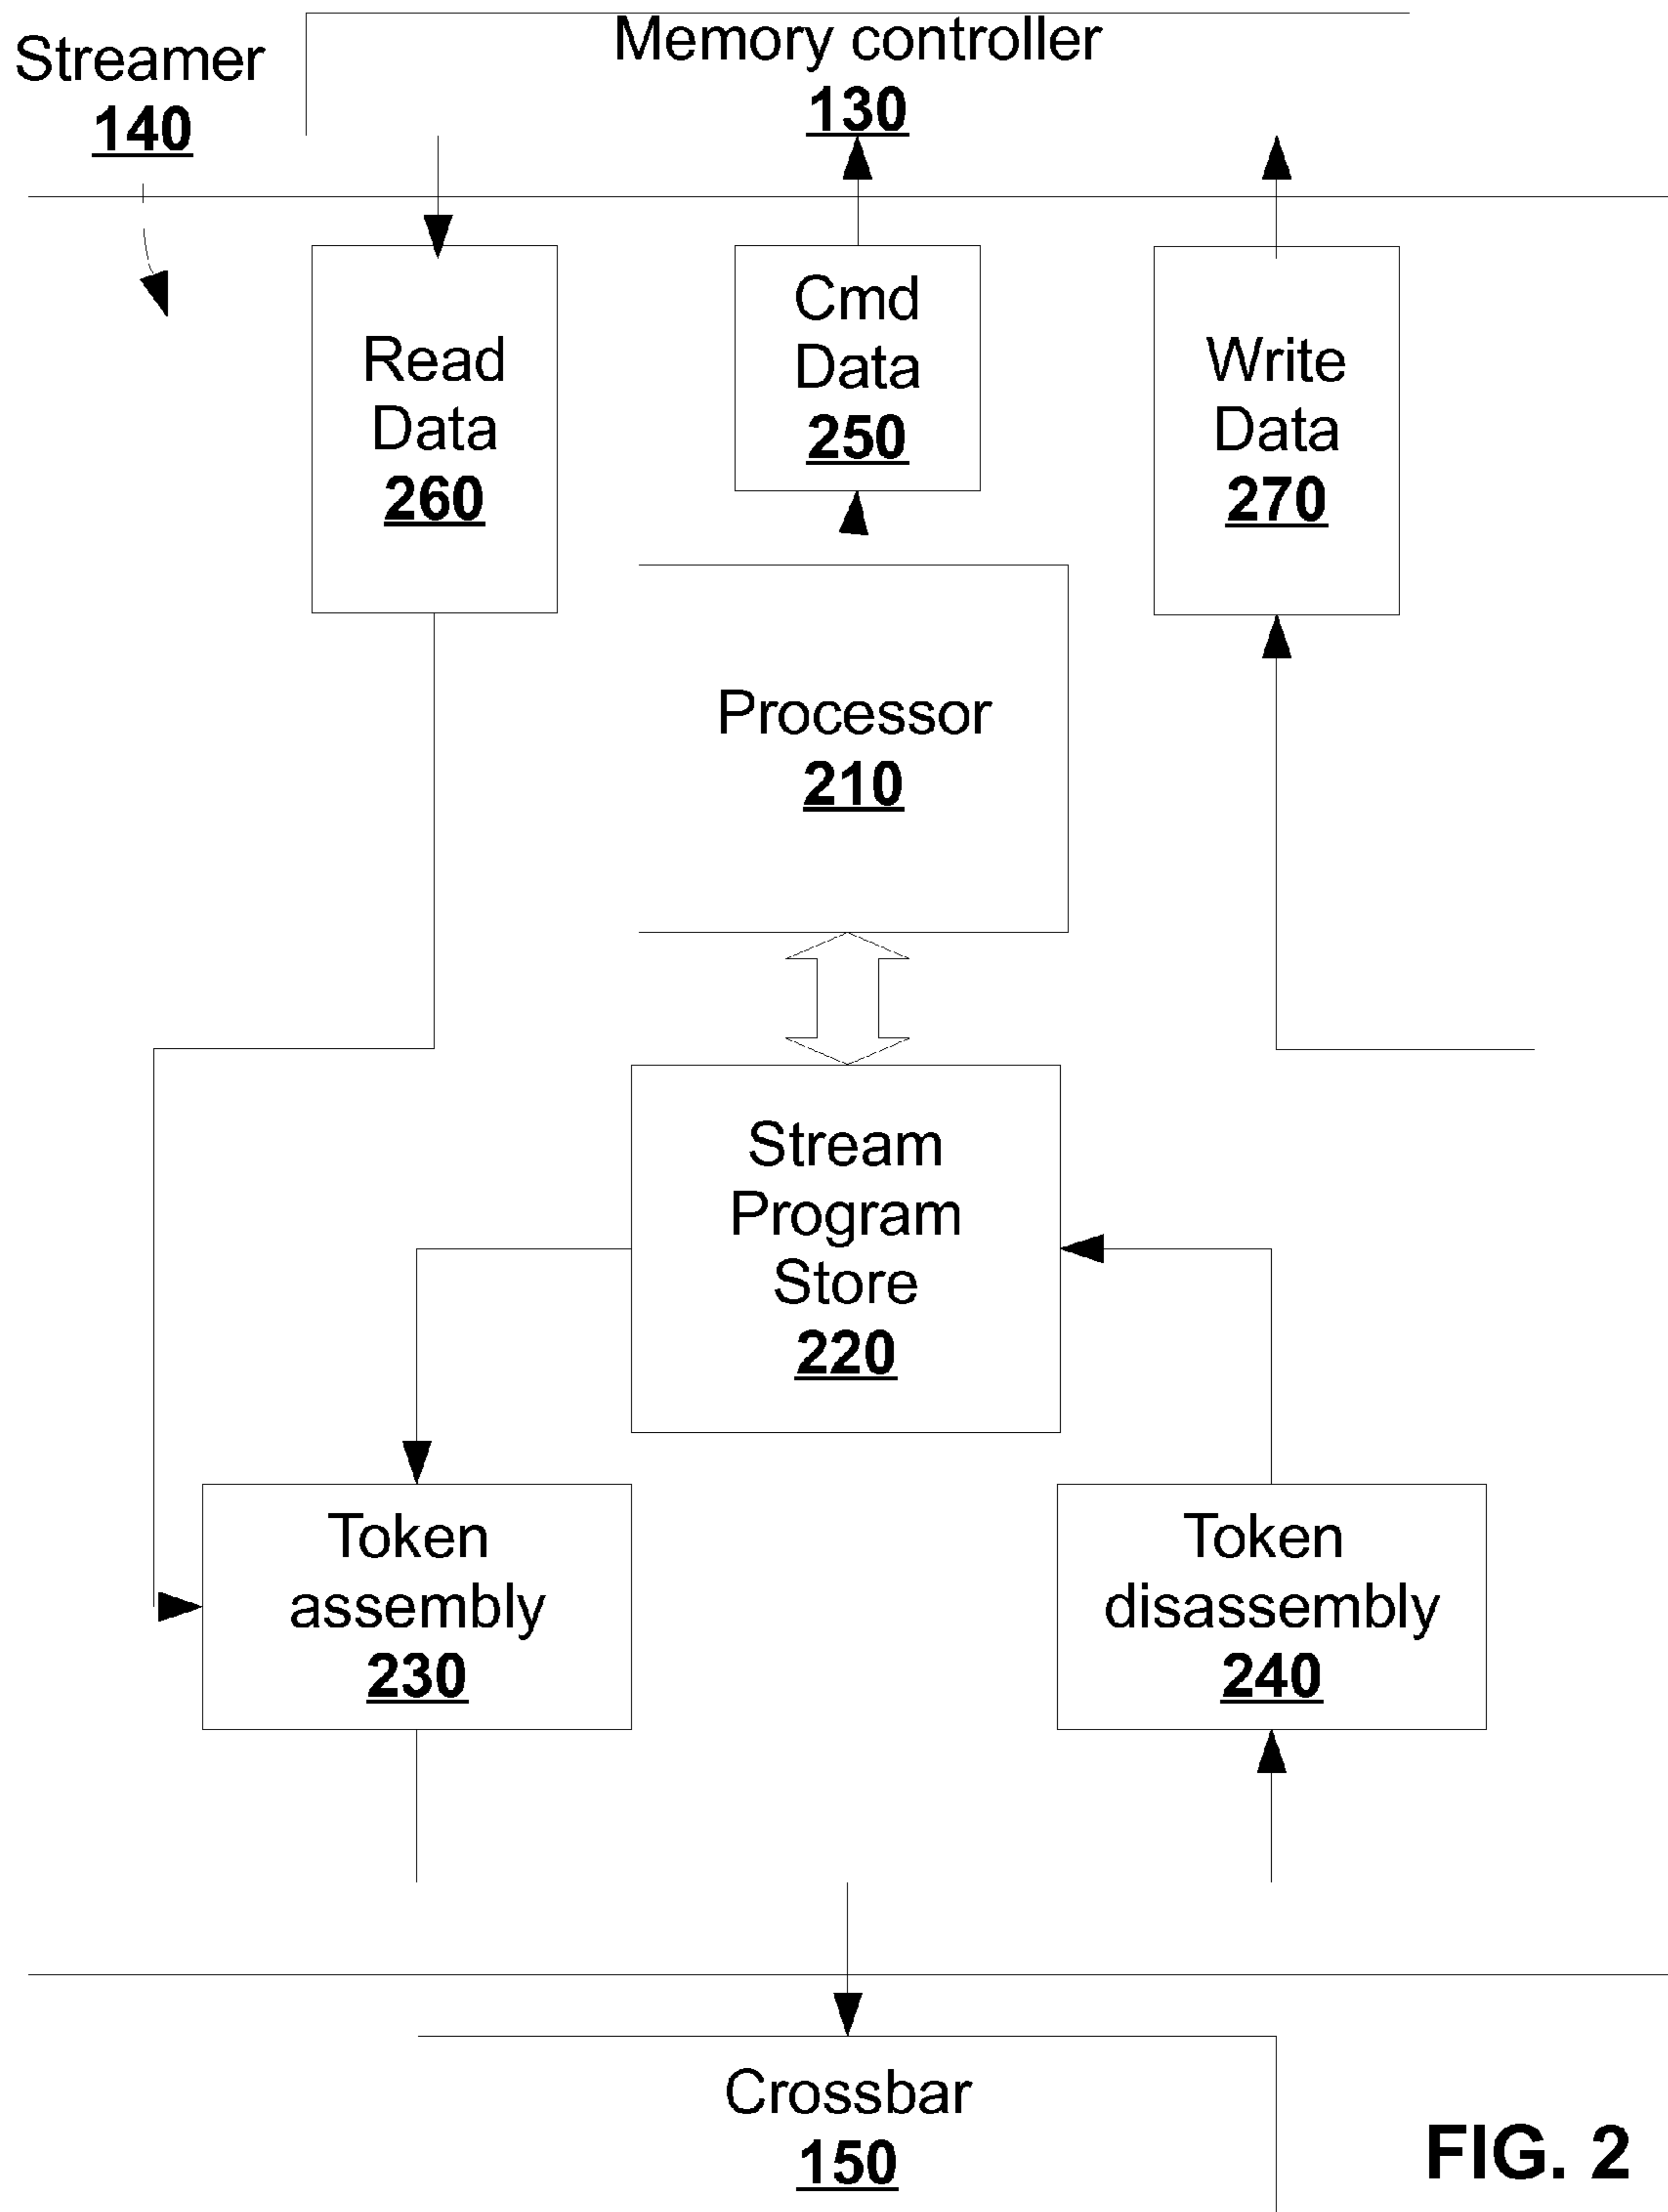 Streamer
140
Memory controller
130
Read
Data
260
Cmd
Data
250
Write
Data
270
Processor
210
Stream
Program
Store
220
Token
assembly
230
Token
disassembly
240
Crossbar
150
FIG. 2